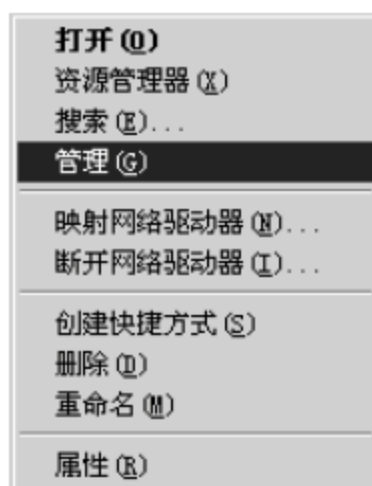 打开(O)
资源管理器(X)
搜索(E)...
管理(G)
映射网络驱动器(N)...
断开网络驱动器(I)...
创建快捷方式(S)
删除(D)
重命名(M)
属性(R)